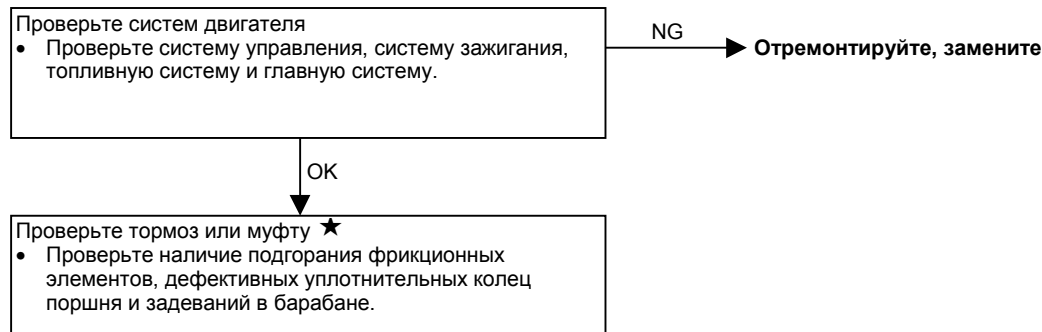 Проверьте систем двигателя
• Проверьте систему управления, систему зажигания,
топливную систему и главную систему.
NG
Отремонтируйте, замените
OK
Проверьте тормоз или муфту ★
• Проверьте наличие подгорания фрикционных
элементов, дефективных уплотнительных колец
поршня и задеваний в барабане.